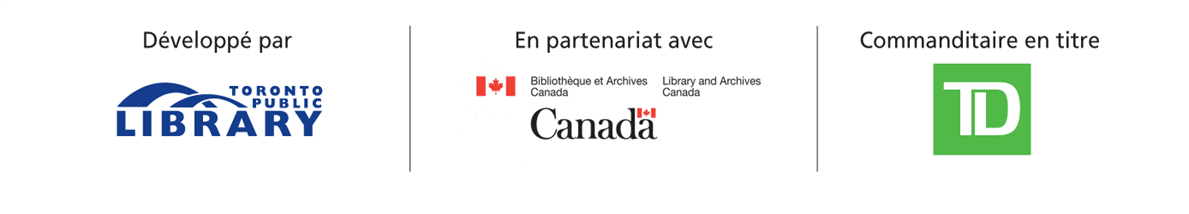 Développé par
TORONTO
PUBLIC
LIBRARY
En partenariat avec
Bibliothèque et Archives
Canada
Library and Archives
Canada
Canada
Commanditaire en titre
TD